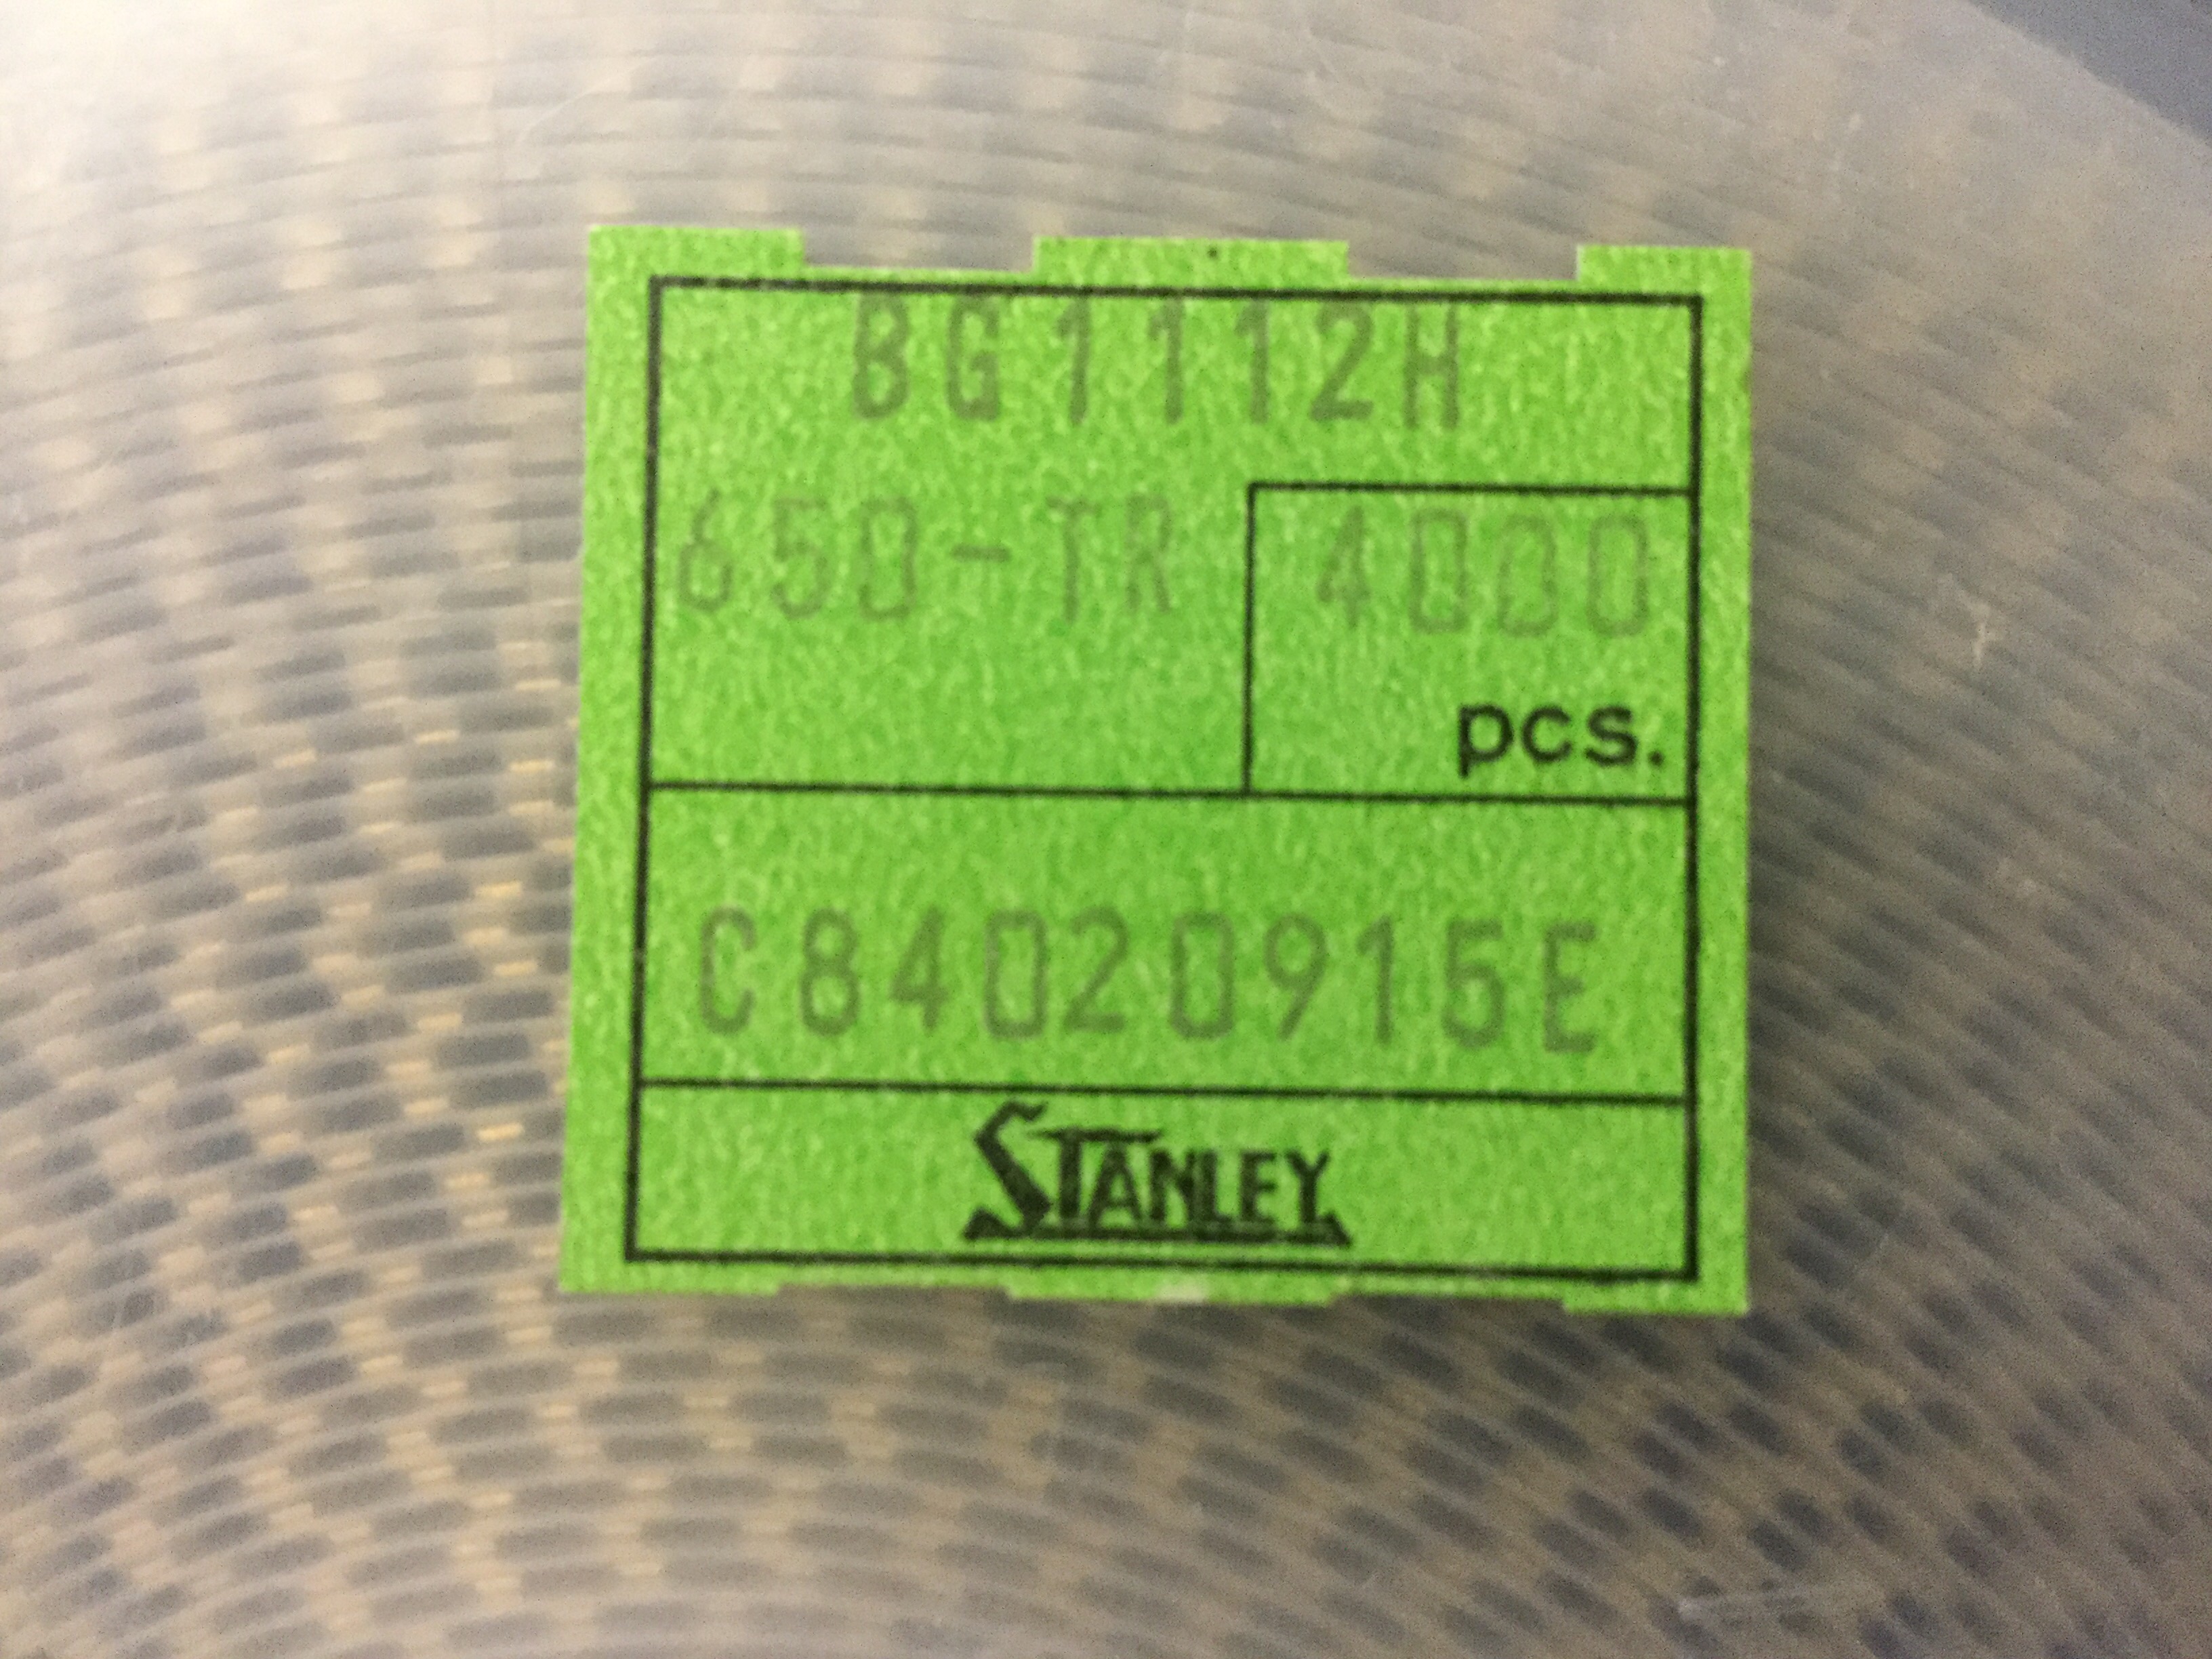 BG1112H
650-TR 4000
pcs.
C84020915E
STANLEY